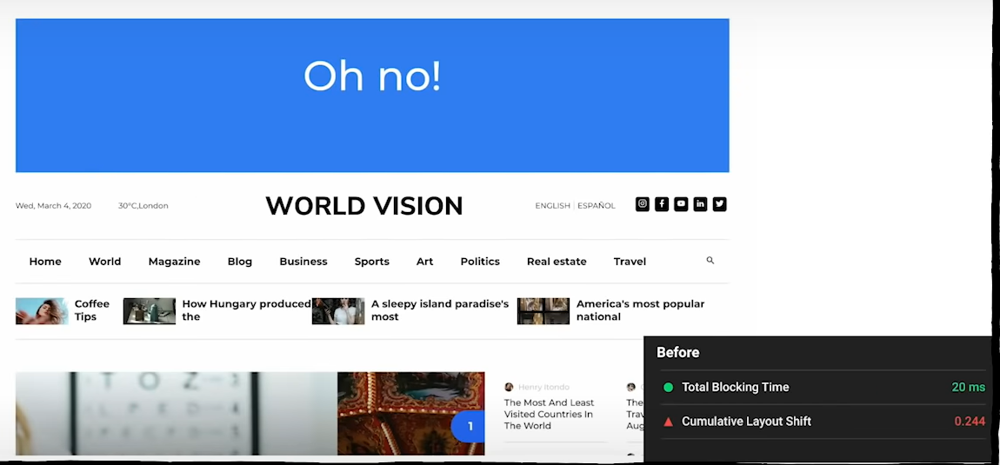 Oh no!
Wed, March 4, 2020
30°C,London
WORLD VISION
ENGLISH | ESPAÑOL
Home World Magazine Blog Business Sports Art Politics Real estate Travel
Coffee
Tips
How Hungary produced
the
A sleepy island paradise's
most
America's most popular
national
T O Z
3
L P E D
4
1
Henry Itondo
The Most And Least
Visited Countries In
The World
The
Trav
Aug
Before
Total Blocking Time 20 ms
Cumulative Layout Shift 0.244